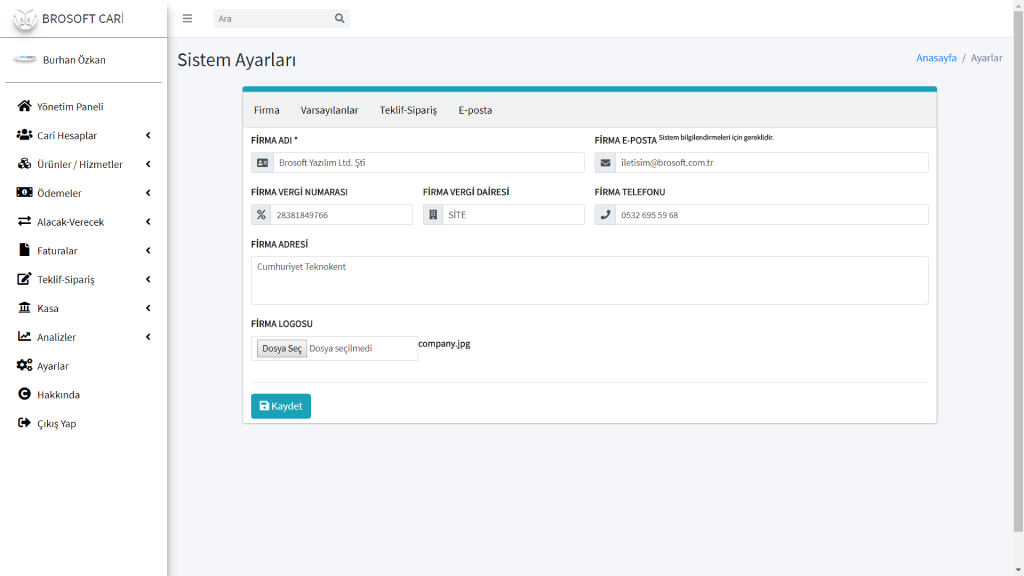 BROSOFT CARİ
Ara
Burhan Özkan
Sistem Ayarları
Anasayfa / Ayarlar
Yönetim Paneli
Cari Hesaplar
Ürünler / Hizmetler
Ödemeler
Alacak-Verecek
Faturalar
Teklif-Sipariş
Kasa
Analizler
Ayarlar
Hakkında
Çıkış Yap
Firma Varsayılanlar Teklif-Sipariş E-posta
FİRMA ADI *
Brosoft Yazılım Ltd. Şti
FİRMA E-POSTA Sistem bilgilendirmeleri için gereklidir.
iletisim@brosoft.com.tr
FİRMA VERGİ NUMARASI
28381849766
FİRMA VERGİ DAİRESİ
SİTE
FİRMA TELEFONU
0532 695 59 68
FİRMA ADRESİ
Cumhuriyet Teknokent
FİRMA LOGOSU
Dosya Seç Dosya seçilmedi company.jpg
Kaydet